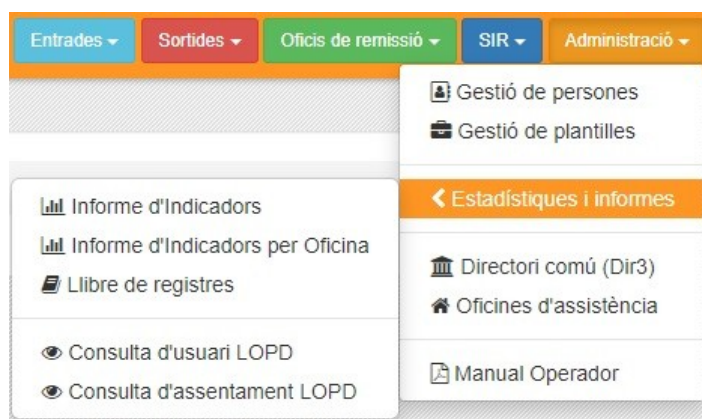 Entrades
Sortides
Oficis de remissió
SIR
Administració
Gestió de persones
Gestió de plantilles
Estadístiques i informes
Informe d'Indicadors
Informe d'Indicadors per Oficina
Llibre de registres
Consulta d'usuari LOPD
Consulta d'assentament LOPD
Directori comú (Dir3)
Oficines d'assistència
Manual Operador